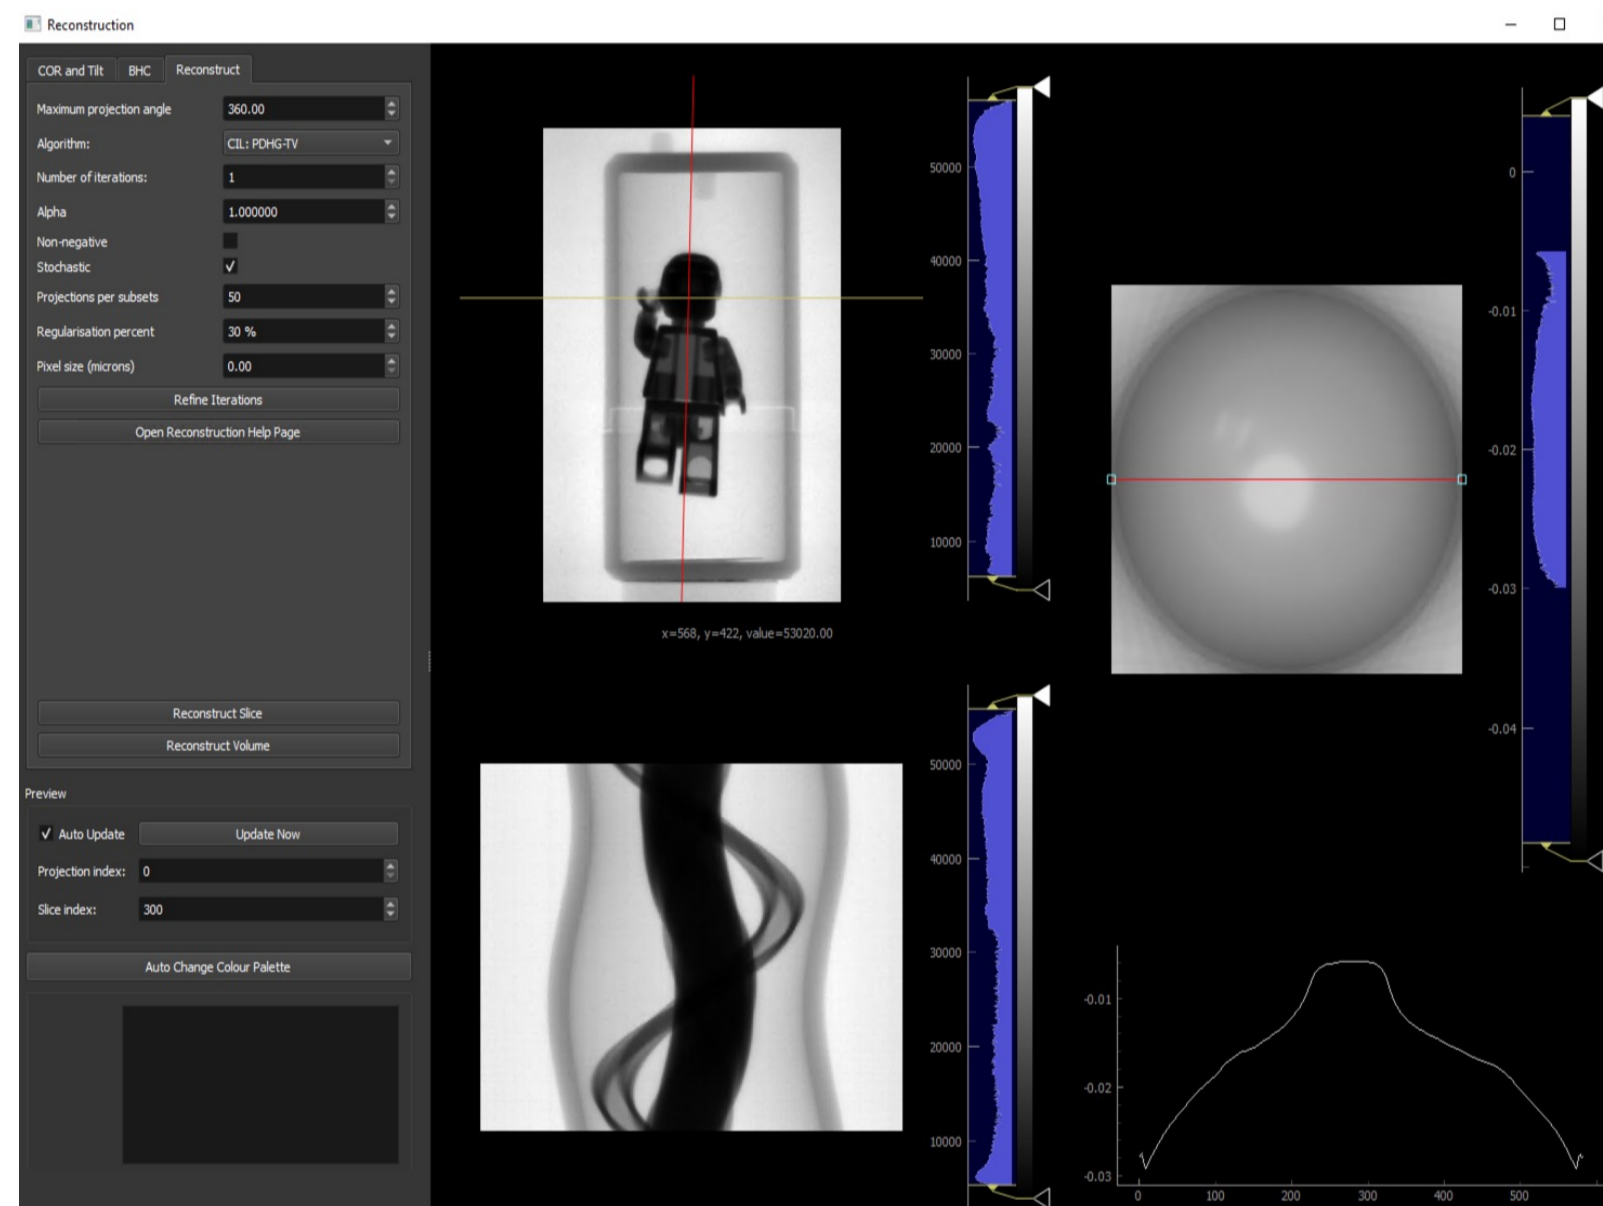 Reconstruction
COR and Tilt BHC Reconstruct
Maximum projection angle 360.00
Algorithm: CIL: PDHG-TV
Number of iterations: 1
Alpha 1.000000
Non-negative
Stochastic
Projections per subsets 50
Regularisation percent 30 %
Pixel size (microns) 0.00
Refine Iterations
Open Reconstruction Help Page
Reconstruct Slice
Reconstruct Volume
Preview
Auto Update Update Now
Projection index: 0
Slice index: 300
Auto Change Colour Palette
50000
40000
30000
20000
10000
x=568, y=422, value=53020.00
0
-0.01
-0.02
-0.03
-0.04
50000
40000
30000
20000
10000
-0.01
-0.02
-0.03
0 100 200 300 400 500